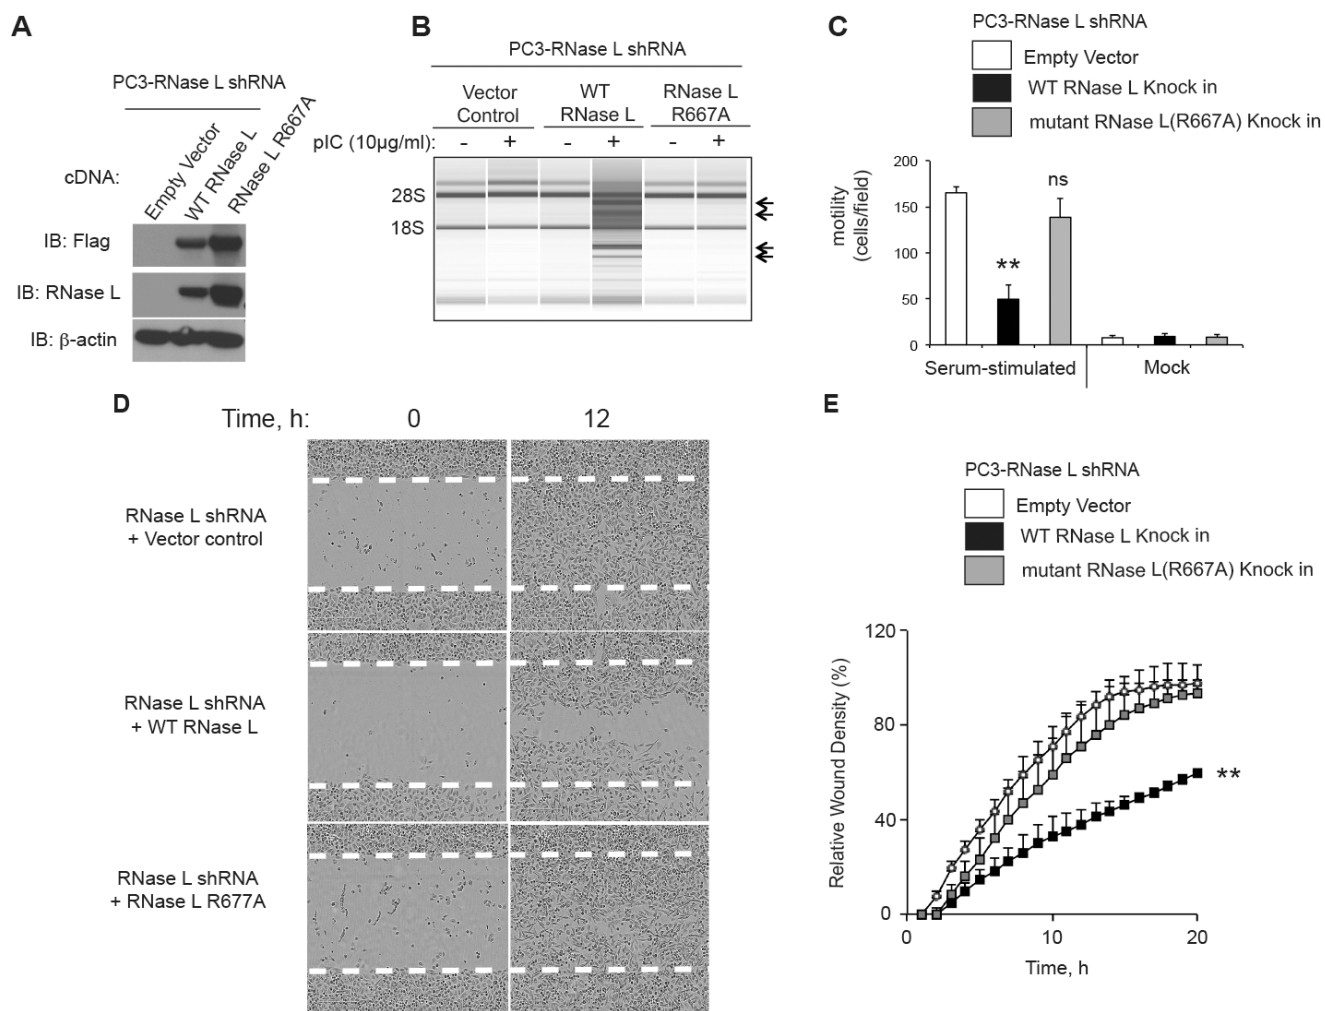 A
PC3-RNase L shRNA
cDNA:
Empty Vector
WT RNase L
RNase L R667A
IB: Flag
IB: RNase L
IB: β-actin
B
PC3-RNase L shRNA
Vector
Control
WT
RNase L
RNase L
R667A
pIC (10µg/ml):
- + - + - +
28S
18S
C
PC3-RNase L shRNA
Empty Vector
WT RNase L Knock in
mutant RNase L(R667A) Knock in
motility
(cells/field)
200
150
100
50
0
**
ns
Serum-stimulated
Mock
D
Time, h: 0 12
RNase L shRNA
+ Vector control
RNase L shRNA
+ WT RNase L
RNase L shRNA
+ RNase L R677A
E
PC3-RNase L shRNA
Empty Vector
WT RNase L Knock in
mutant RNase L(R667A) Knock in
Relative Wound Density (%)
120
80
40
0
**
0 10 20
Time, h